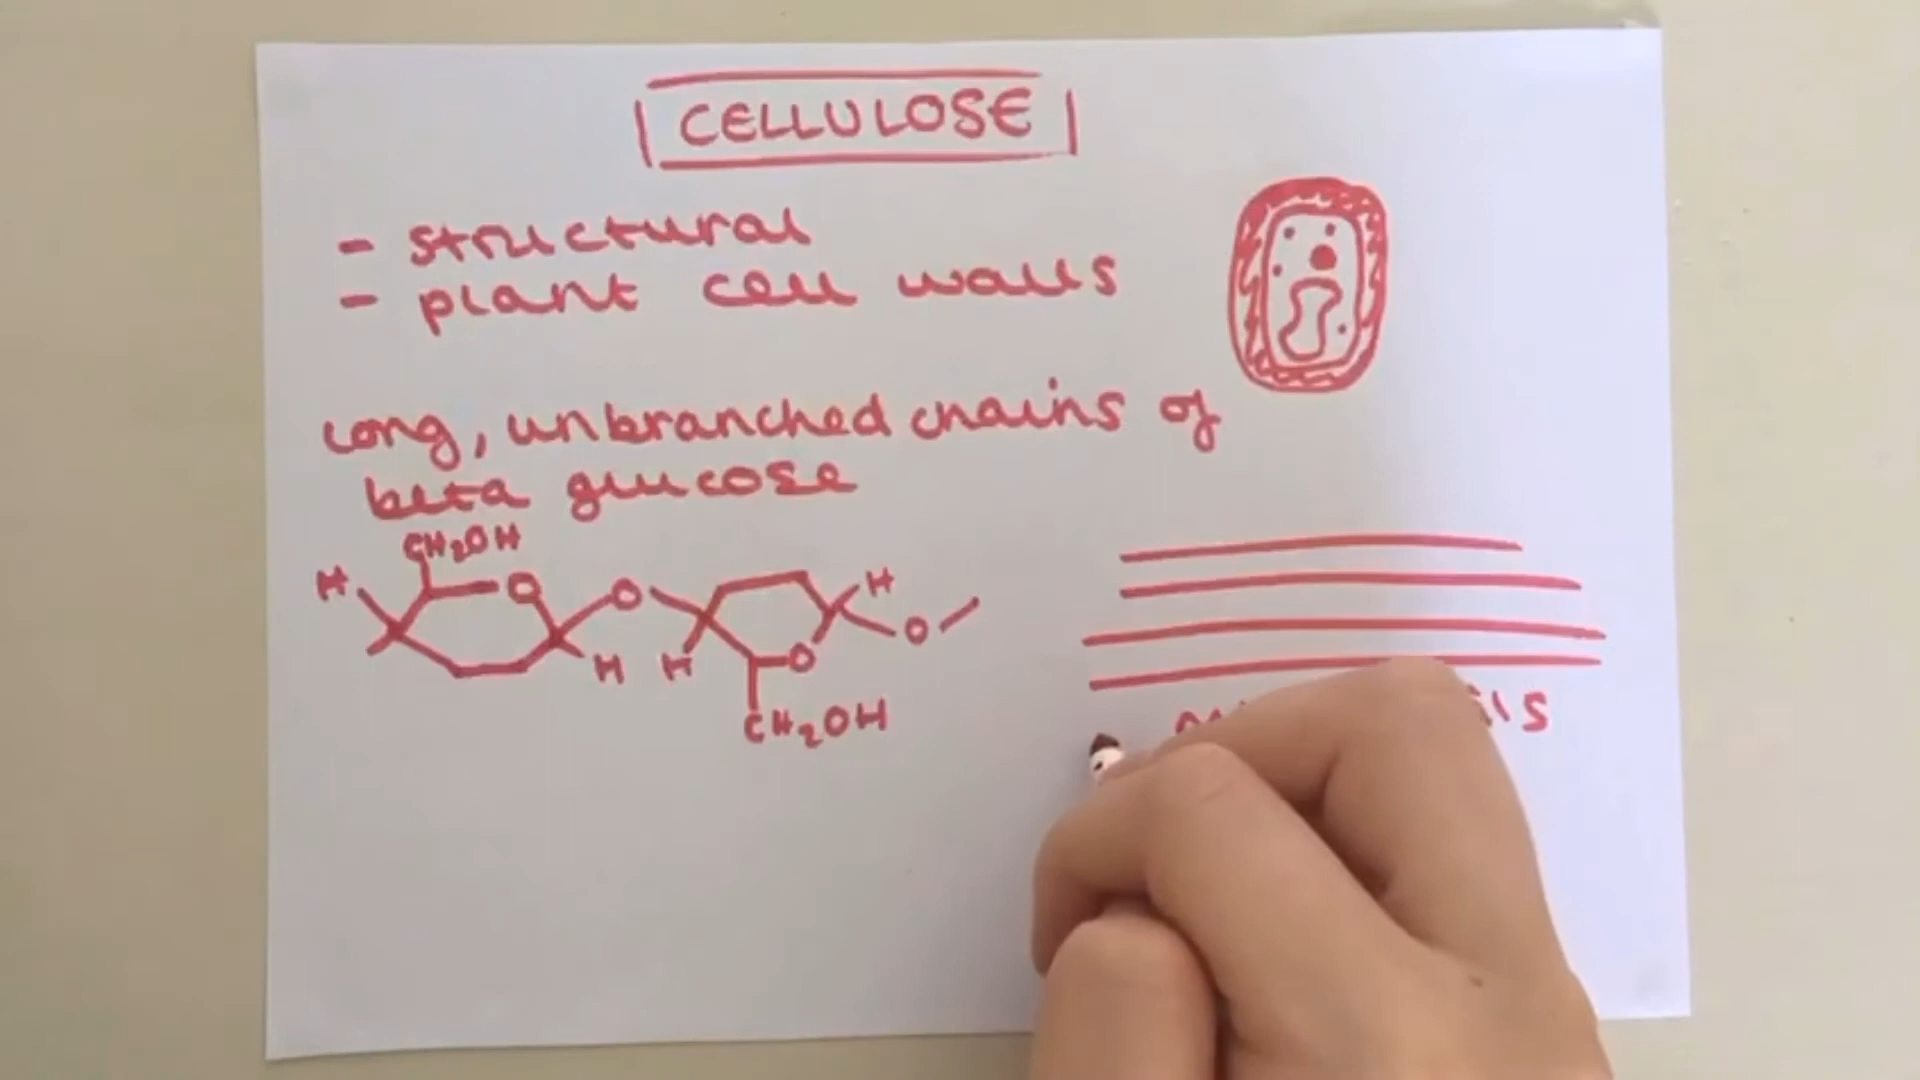 CELLULOSE
- structural
- plant cell walls
long, unbranched chains of
beta glucose
CH₂OH
H O O H
H H O O
CH₂OH